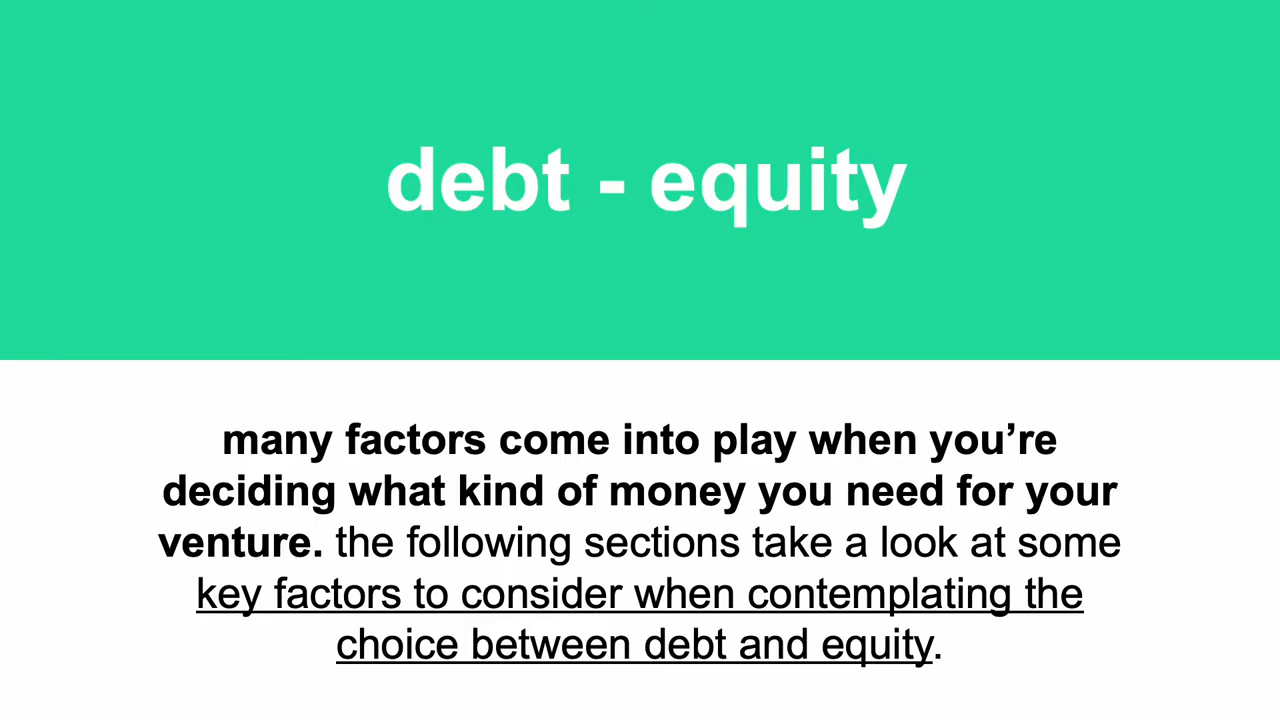 debt - equity
many factors come into play when you’re
deciding what kind of money you need for your
venture. the following sections take a look at some
key factors to consider when contemplating the
choice between debt and equity.